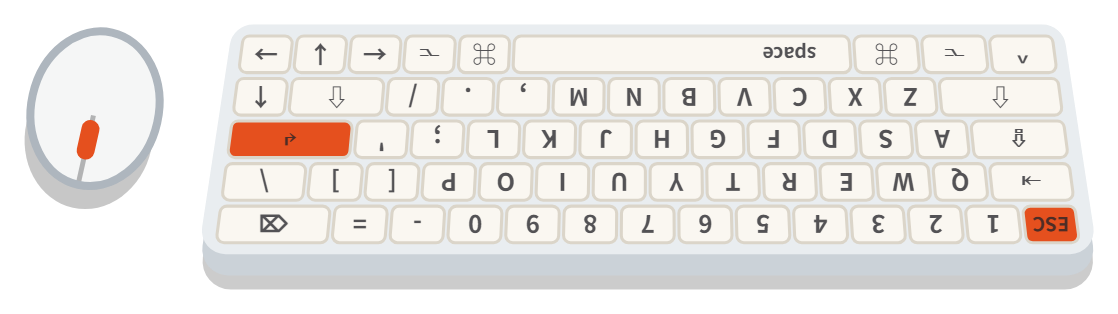 ESC 1 2 3 4 5 6 7 8 9 0 - = ⌫
⇥ Q W E R T Y U I O P [ ] \
⇪ A S D F G H J K L ; ' ↵
⇧ Z X C V B N M , . / ⇧ ↑
^ ⌥ ⌘ space ⌘ ⌥ ← ↓ →